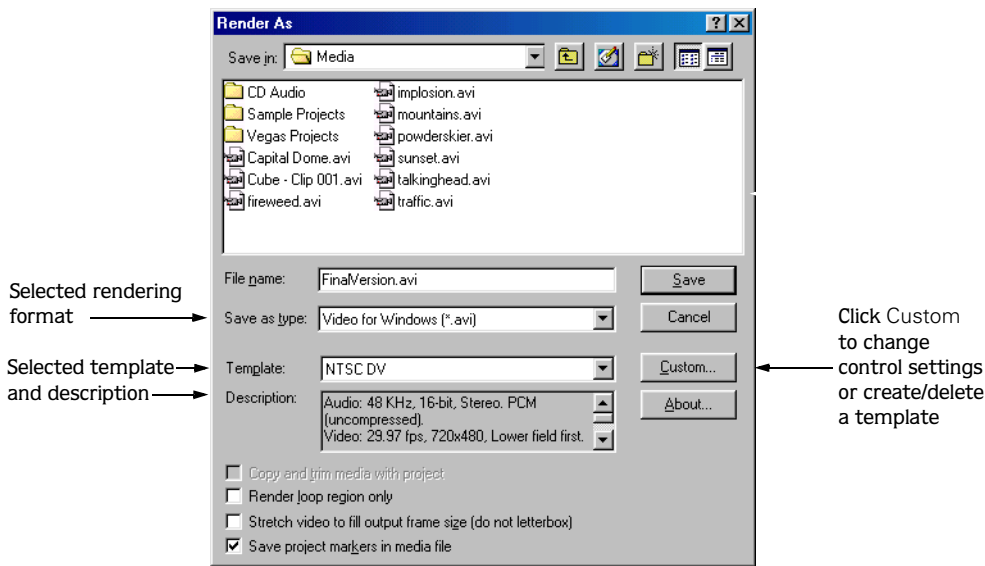 Render As
Save in: Media
CD Audio
Sample Projects
Vegas Projects
Capital Dome.avi
Cube - Clip 001.avi
fireweed.avi
implosion.avi
mountains.avi
powderskier.avi
sunset.avi
talkinghead.avi
traffic.avi
File name: FinalVersion.avi
Save
Selected rendering
format
Save as type: Video for Windows (*.avi)
Cancel
Selected template
and description
Template: NTSC DV
Custom...
Description: Audio: 48 KHz, 16-bit, Stereo. PCM
(uncompressed).
Video: 29.97 fps, 720x480, Lower field first.
About...
Click Custom
to change
control settings
or create/delete
a template
Copy and trim media with project
Render loop region only
Stretch video to fill output frame size (do not letterbox)
Save project markers in media file